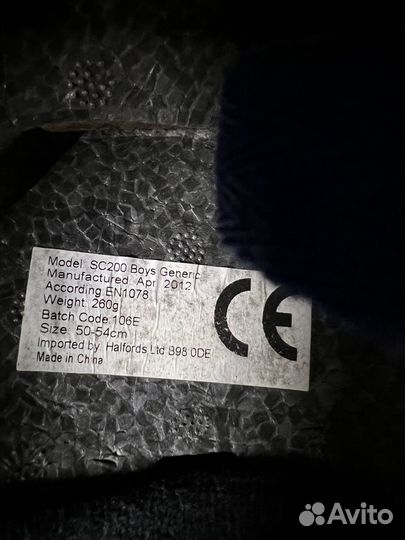 Model: SC200 Boys Generic
Manufactured: Apr. 2012
According EN1078
Weight: 260g
Batch Code:106E
Size: 50-54cm
Imported by: Halfords Ltd B98 0DE
Made in China
CE
Avito